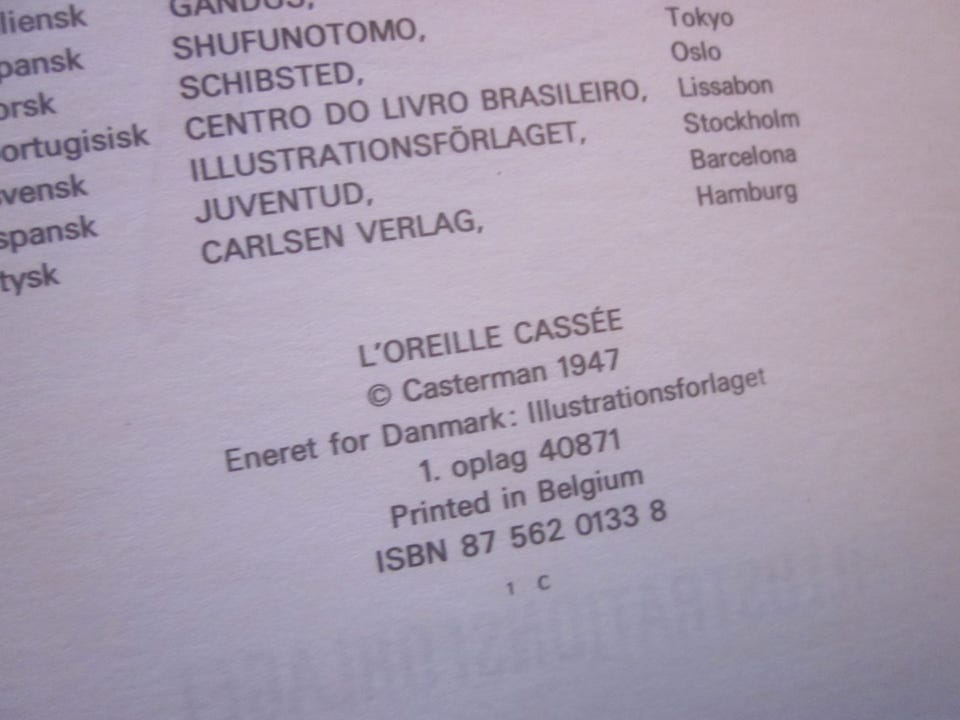 liensk GANDUS,
pansk SHUFUNOTOMO, Tokyo
orsk SCHIBSTED, Oslo
ortugisisk CENTRO DO LIVRO BRASILEIRO, Lissabon
vensk ILLUSTRATIONSFÖRLAGET, Stockholm
spansk JUVENTUD, Barcelona
tysk CARLSEN VERLAG, Hamburg
L'OREILLE CASSÉE
© Casterman 1947
Eneret for Danmark: Illustrationsforlaget
1. oplag 40871
Printed in Belgium
ISBN 87 562 0133 8
1 C